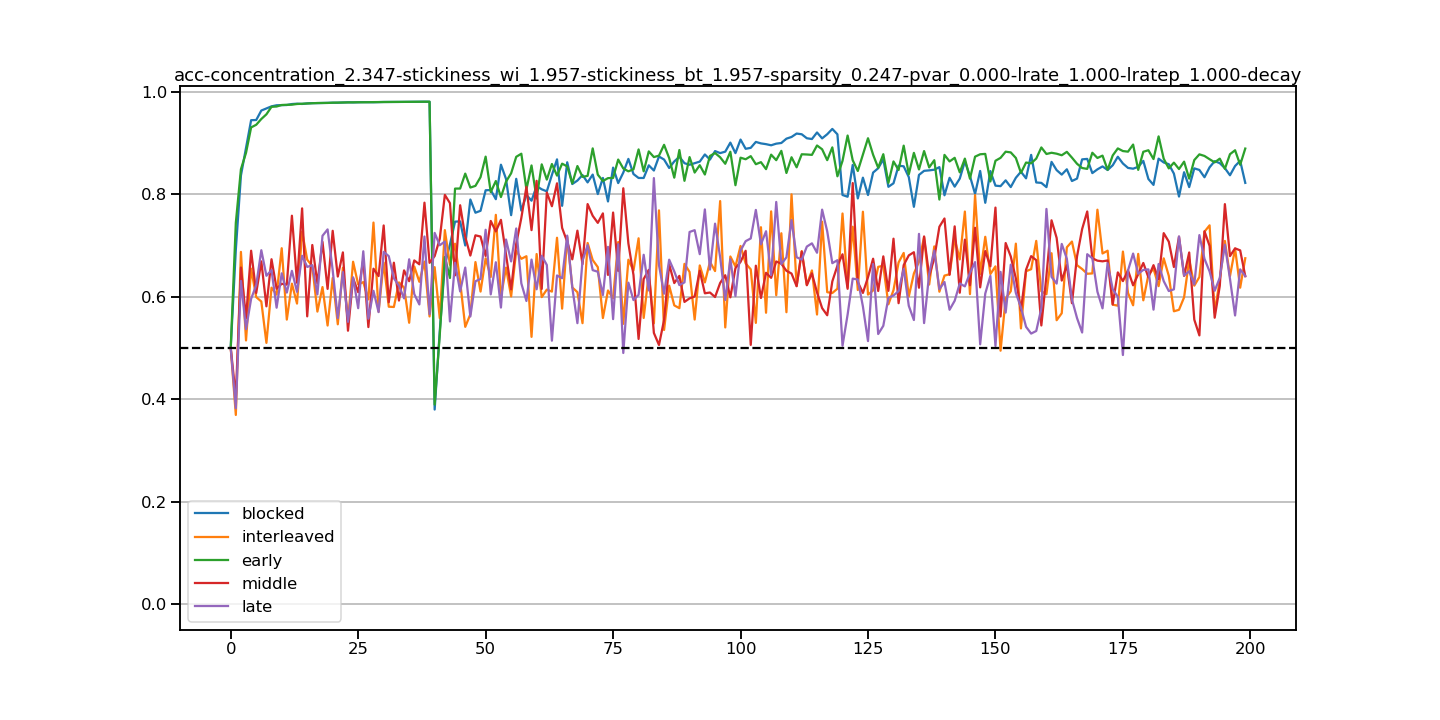 acc-concentration_2.347-stickiness_wi_1.957-stickiness_bt_1.957-sparsity_0.247-pvar_0.000-lrate_1.000-lratep_1.000-decay
1.0
0.8
0.6
0.4
0.2
0.0
blocked
interleaved
early
middle
late
0 25 50 75 100 125 150 175 200